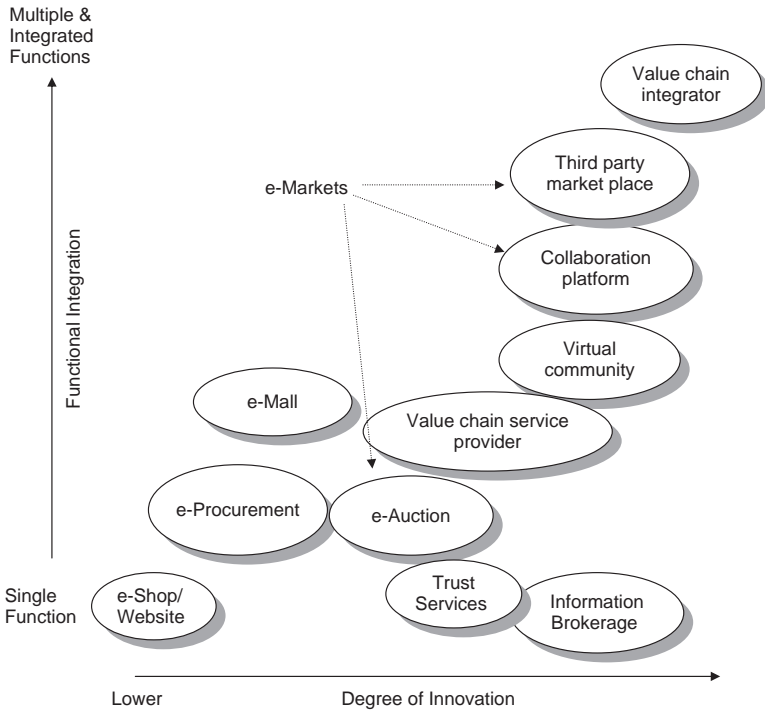 Multiple &
Integrated
Functions
Value chain
integrator
Third party
market place
e-Markets
Collaboration
platform
Functional Integration
Virtual
community
e-Mall
Value chain service
provider
e-Procurement
e-Auction
Single
Function
e-Shop/
Website
Trust
Services
Information
Brokerage
Lower
Degree of Innovation